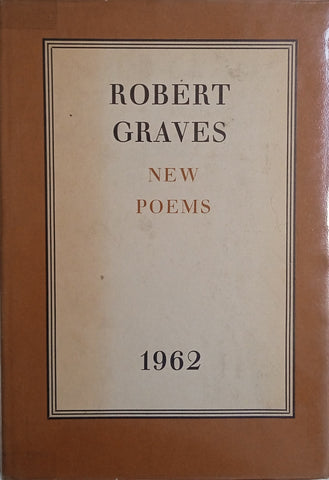 ROBERT
GRAVES
NEW
POEMS
1962